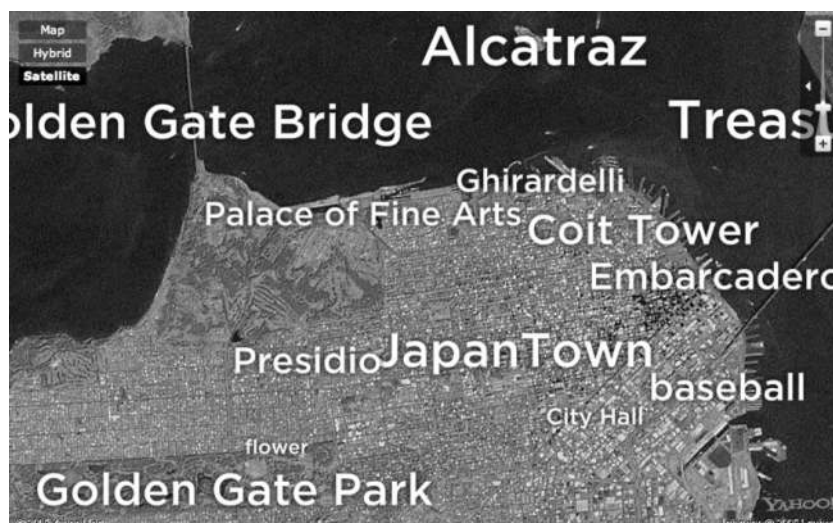 Map
Hybrid
Satellite
Alcatraz
olden Gate Bridge
Treas
Ghirardelli
Palace of Fine Arts
Coit Tower
Embarcadero
Presidio
JapanTown
baseball
City Hall
flower
Golden Gate Park
YAHOO